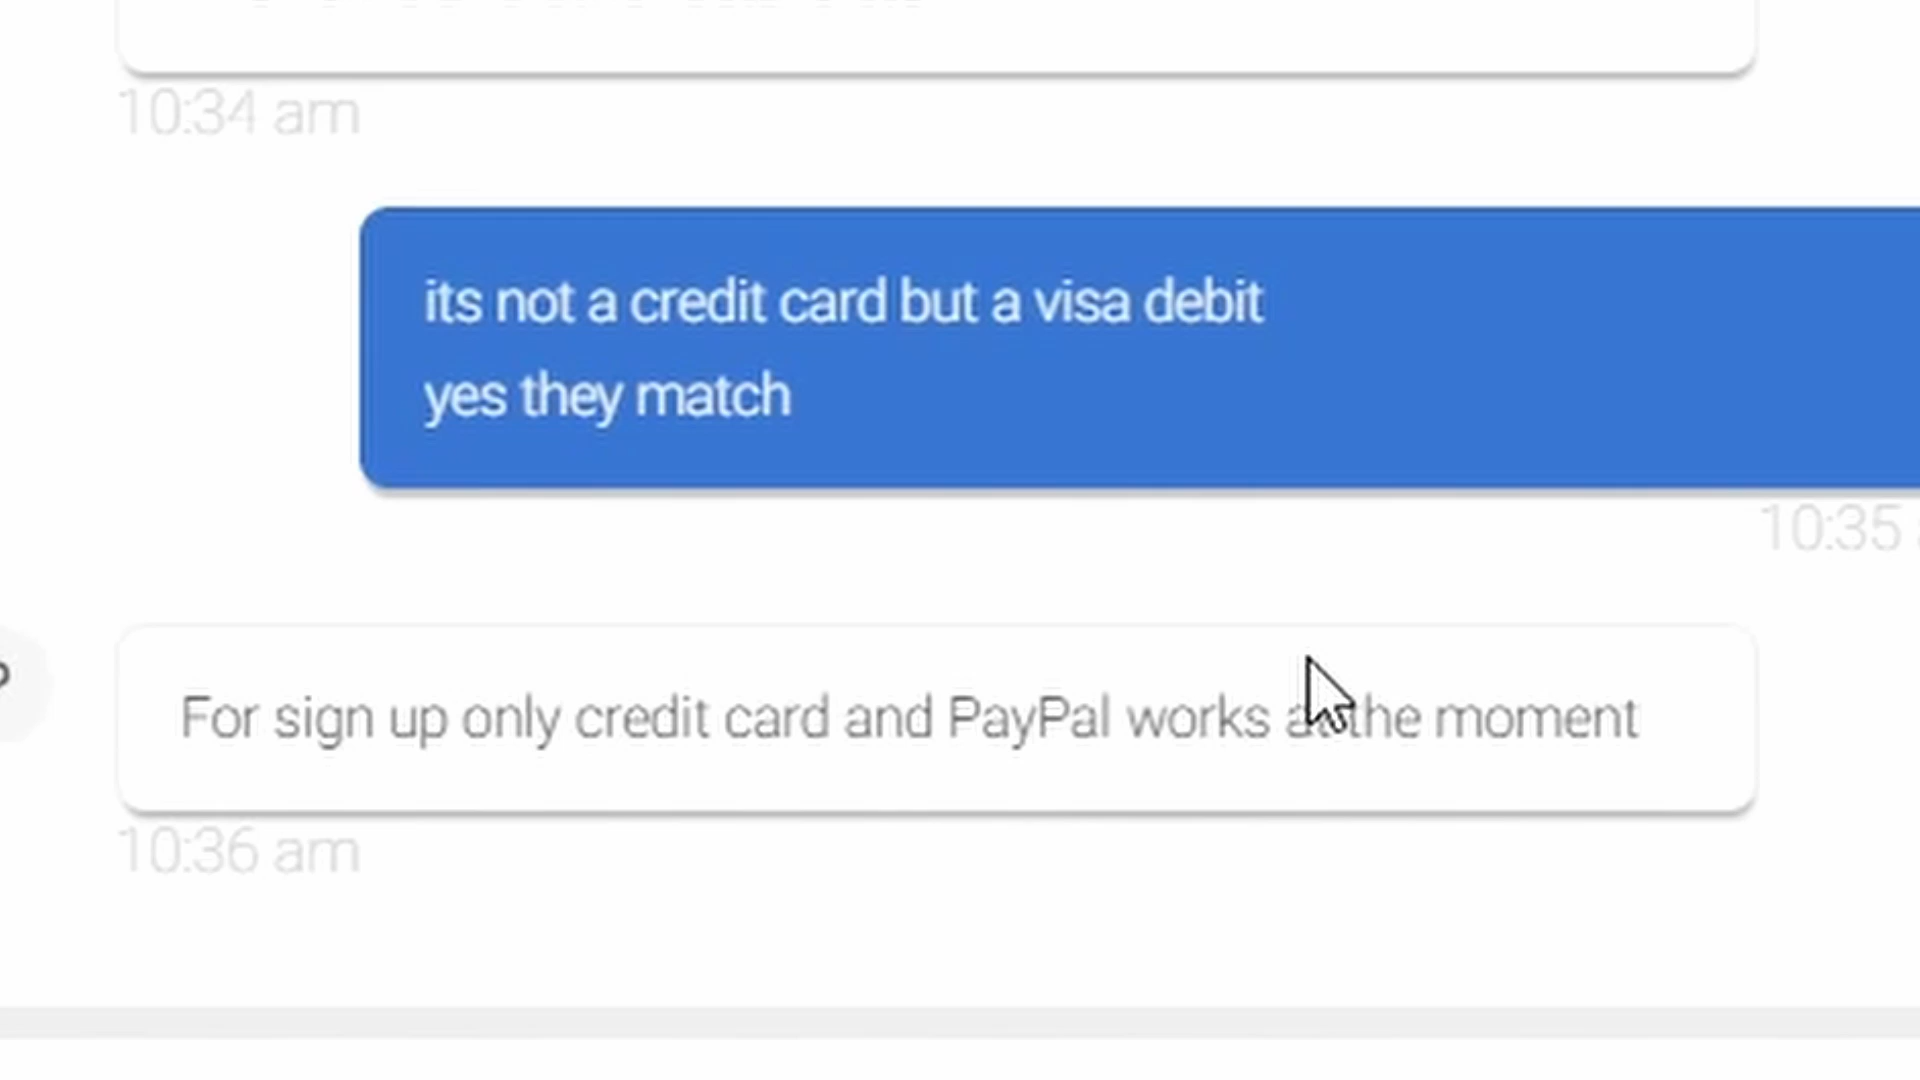 10:34 am
its not a credit card but a visa debit
yes they match
10:35
For sign up only credit card and PayPal works at the moment
10:36 am